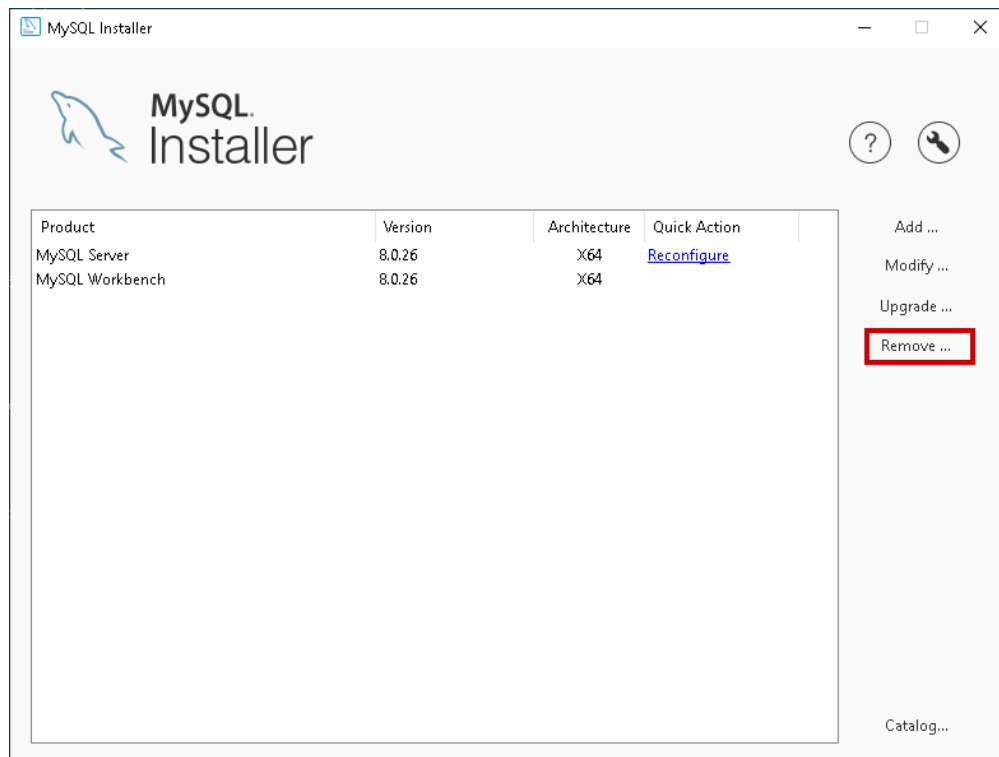 MySQL Installer
MySQL.
Installer
?
Product Version Architecture Quick Action
MySQL Server 8.0.26 X64 Reconfigure
MySQL Workbench 8.0.26 X64
Add ...
Modify ...
Upgrade ...
Remove ...
Catalog...